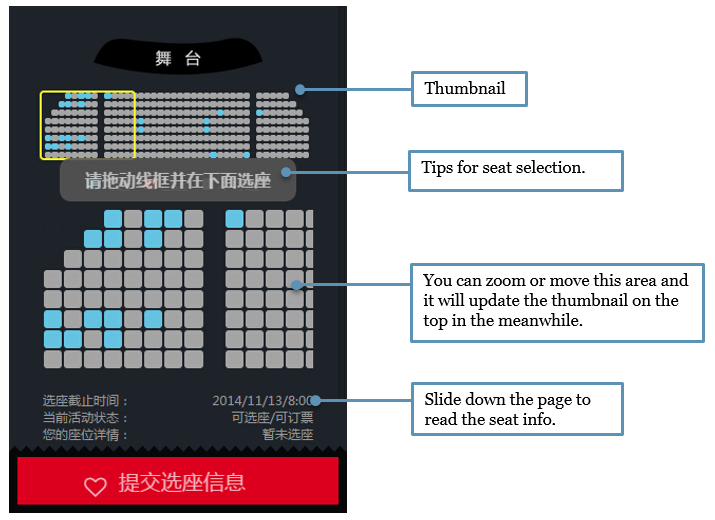 舞 台
Thumbnail
请拖动线框并在下面选座
Tips for seat selection.
You can zoom or move this area and
it will update the thumbnail on the
top in the meanwhile.
选座截止时间： 2014/11/13/8:00
当前活动状态： 可选座/可订票
您的座位详情： 暂未选座
Slide down the page to
read the seat info.
提交选座信息